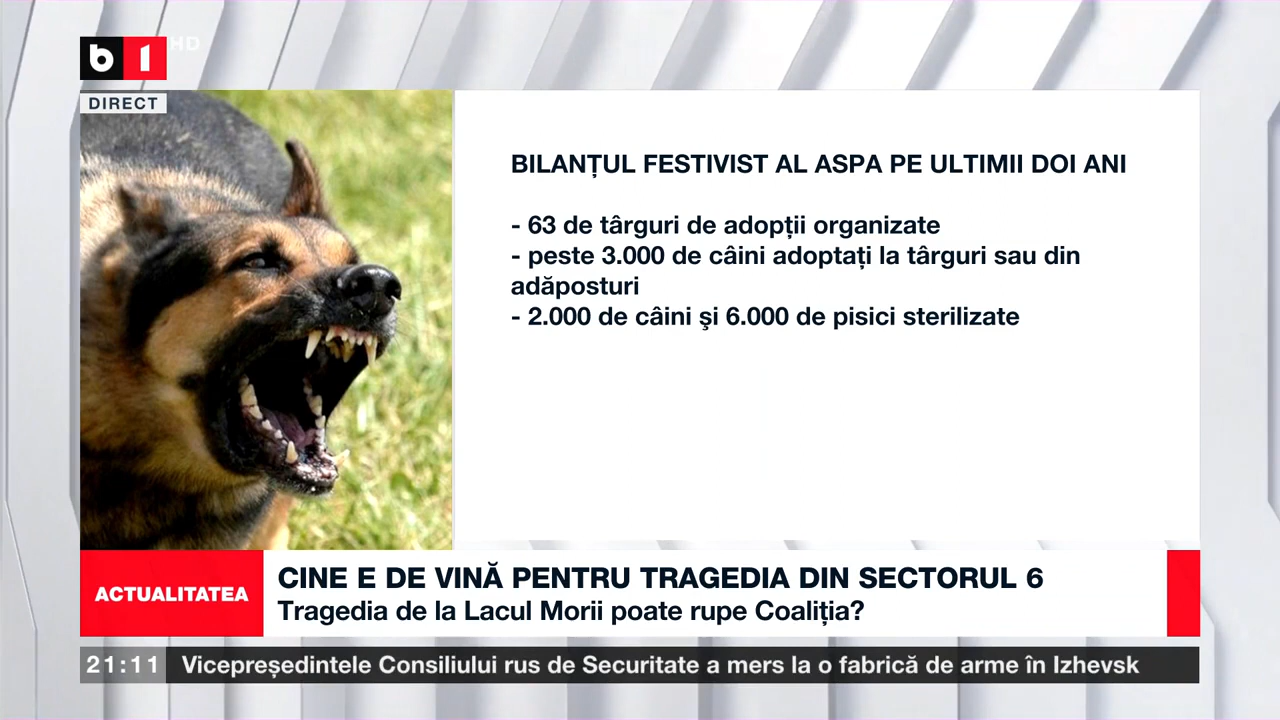 b1 HD
DIRECT
BILANȚUL FESTIVIST AL ASPA PE ULTIMII DOI ANI
- 63 de târguri de adopții organizate
- peste 3.000 de câini adoptați la târguri sau din
adăposturi
- 2.000 de câini şi 6.000 de pisici sterilizate
ACTUALITATEA
CINE E DE VINĂ PENTRU TRAGEDIA DIN SECTORUL 6
Tragedia de la Lacul Morii poate rupe Coaliția?
21:11 Vicepreședintele Consiliului rus de Securitate a mers la o fabrică de arme în Izhevsk